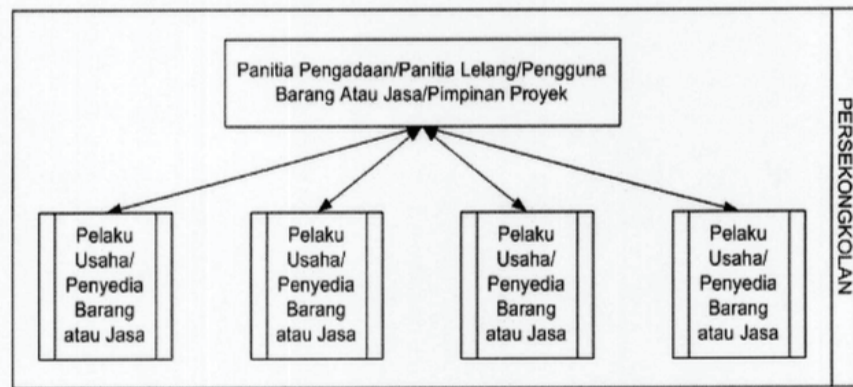 Panitia Pengadaan/Panitia Lelang/Pengguna
Barang Atau Jasa/Pimpinan Proyek
PERSEKONGKOLAN
Pelaku
Usaha/
Penyedia
Barang
atau Jasa
Pelaku
Usaha/
Penyedia
Barang
atau Jasa
Pelaku
Usaha/
Penyedia
Barang
atau Jasa
Pelaku
Usaha/
Penyedia
Barang
atau Jasa